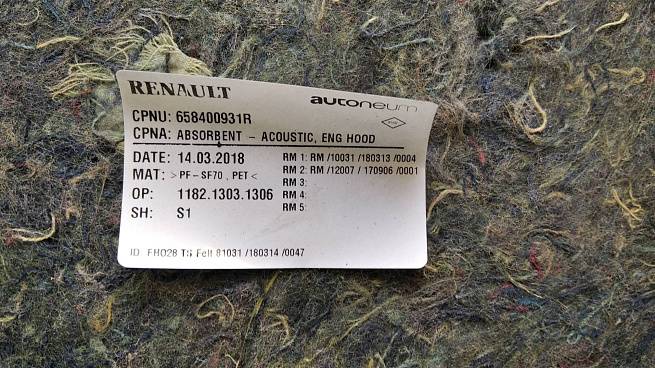 RENAULT
autoneum
CPNU: 658400931R
CPNA: ABSORBENT - ACOUSTIC, ENG HOOD
DATE: 14.03.2018
MAT: >PF-SF70, PET<
OP: 1182.1303.1306
SH: S1
RM 1: RM /10031 /180313 /0004
RM 2: RM /12007 / 170906 /0001
RM 3:
RM 4:
RM 5:
ID FH028 TS Felt 81031 /180314 /0047